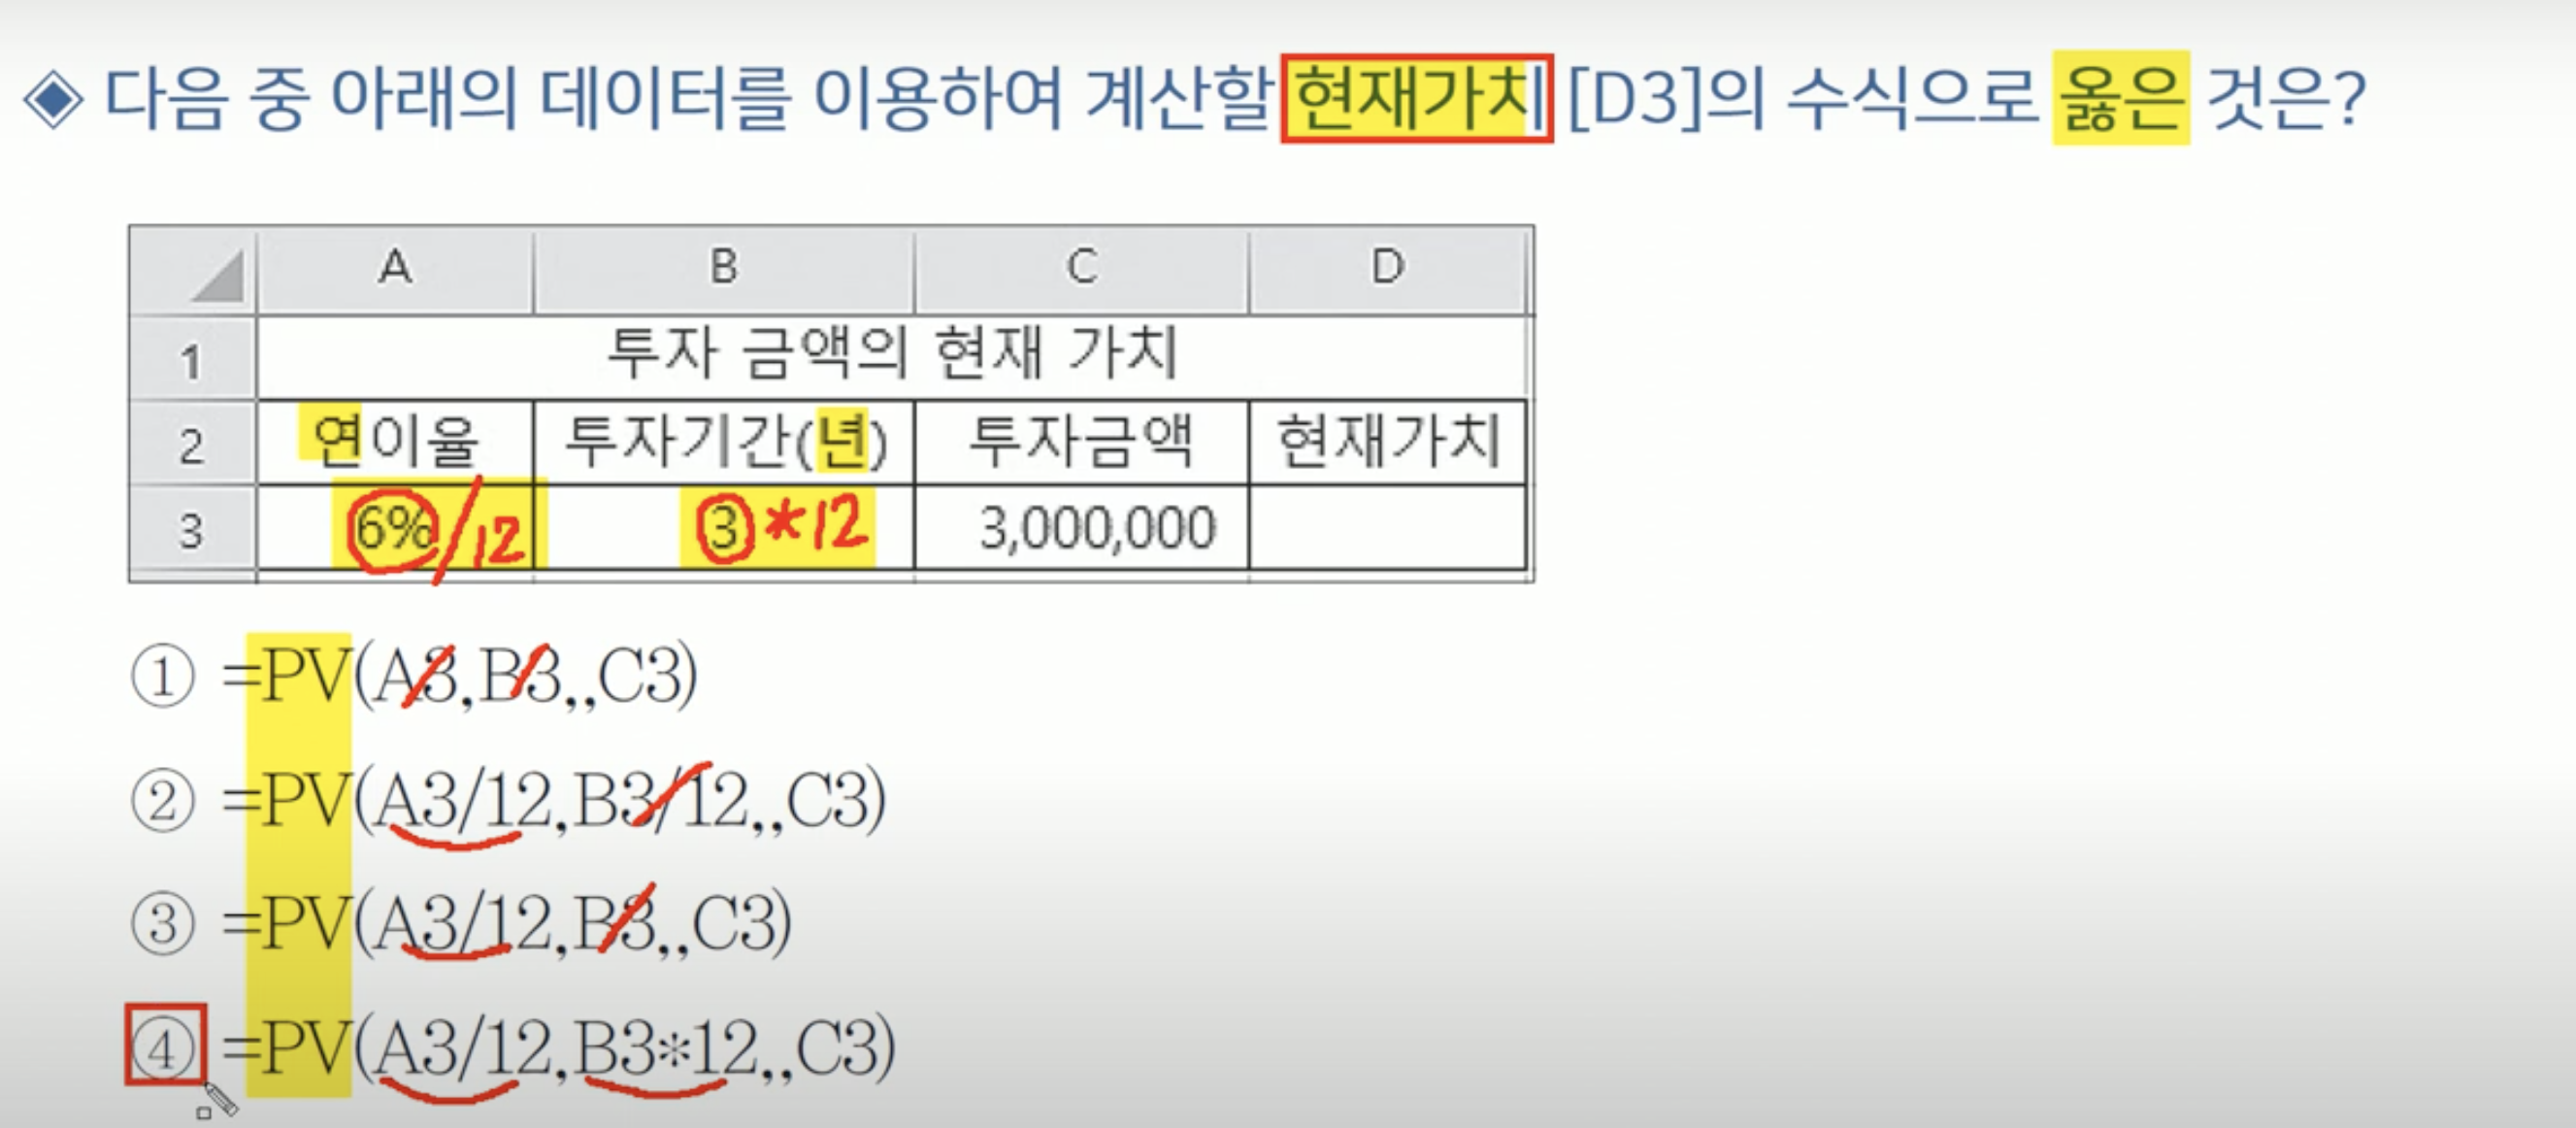 ◈ 다음 중 아래의 데이터를 이용하여 계산할 현재가치 [D3]의 수식으로 옳은 것은?
A B C D
1 투자 금액의 현재 가치
2 연이율 투자기간(년) 투자금액 현재가치
3 6%/12 3*12 3,000,000
① =PV(A3,B3,,C3)
② =PV(A3/12,B3/12,,C3)
③ =PV(A3/12,B3,,C3)
④ =PV(A3/12,B3*12,,C3)